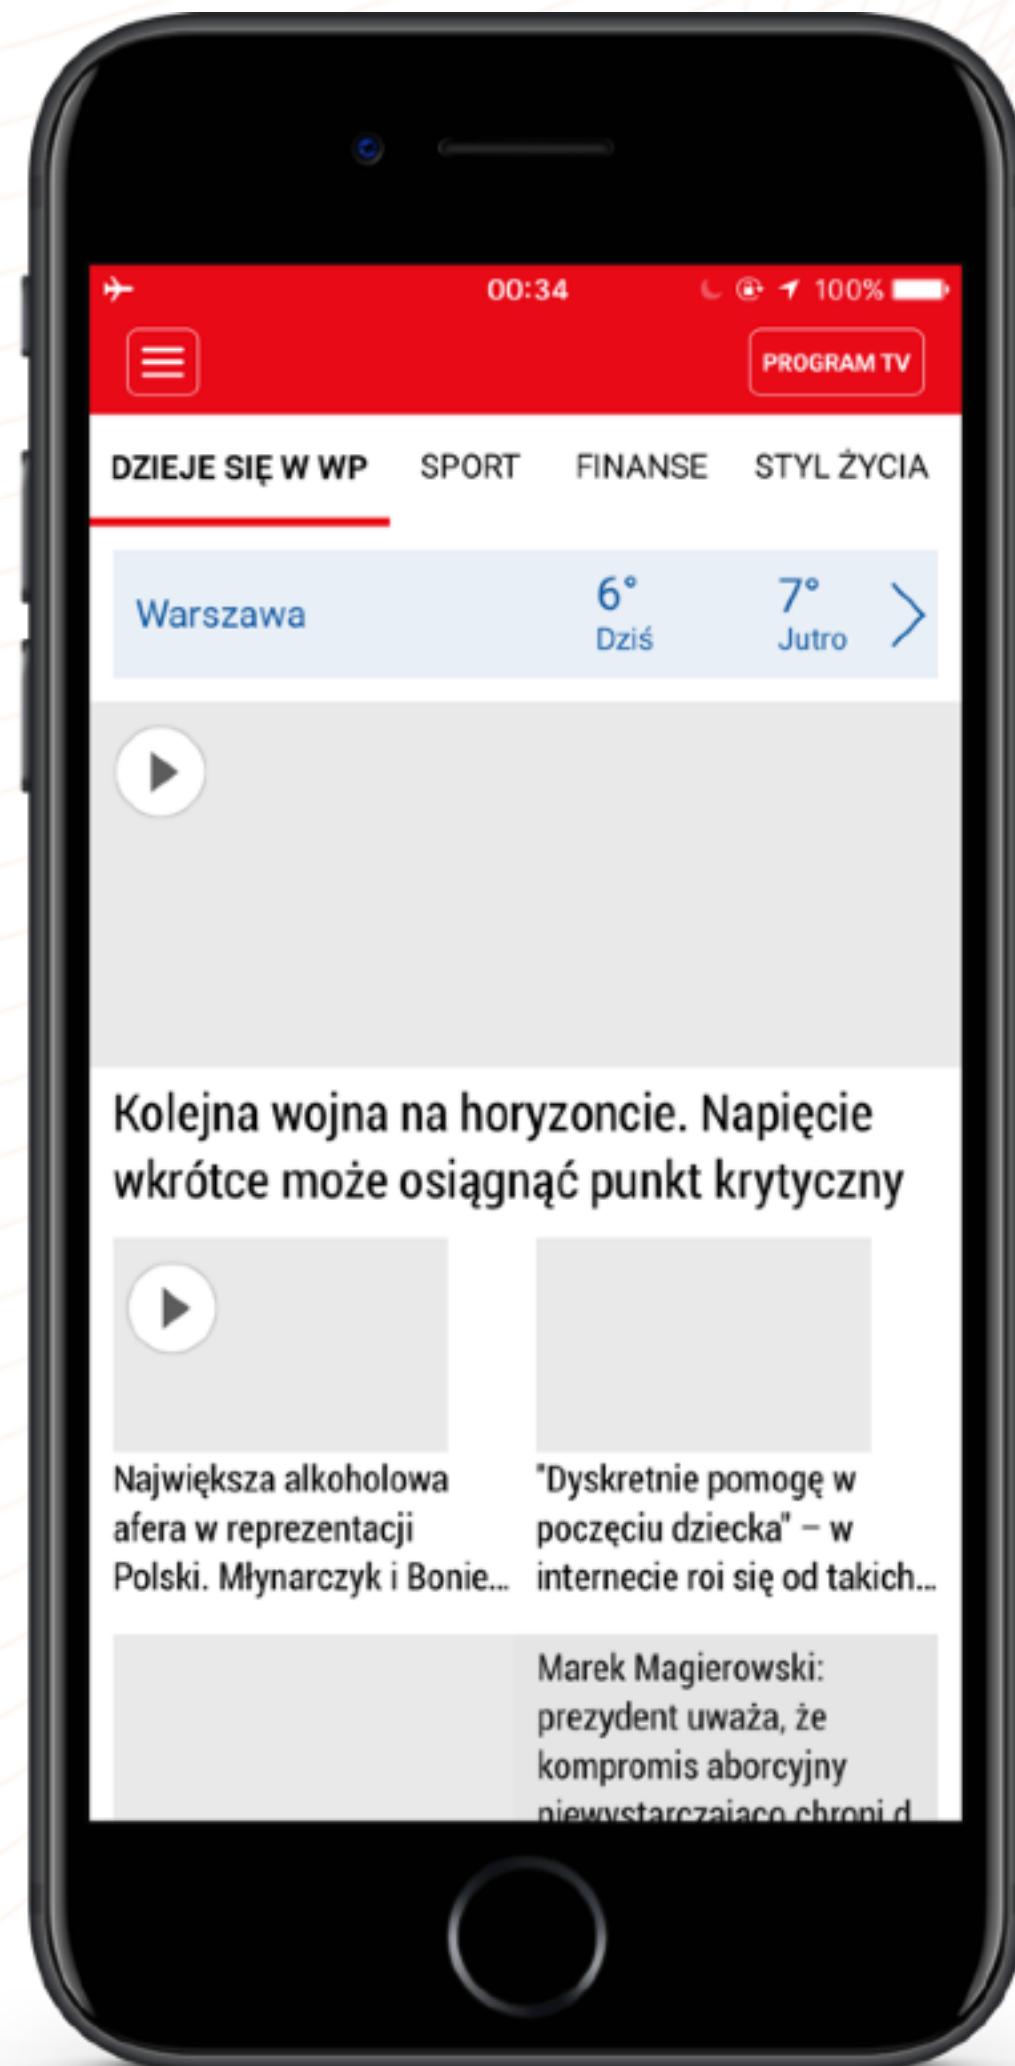 00:34 100%
PROGRAM TV
DZIEJE SIĘ W WP SPORT FINANSE STYL ŻYCIA
Warszawa 6° 7°
Dziś Jutro
Kolejna wojna na horyzoncie. Napięcie
wkrótce może osiągnąć punkt krytyczny
Największa alkoholowa
afera w reprezentacji
Polski. Młynarczyk i Bonie...
"Dyskretnie pomogę w
poczęciu dziecka" – w
internecie roi się od takich...
Marek Magierowski:
prezydent uważa, że
kompromis aborcyjny
niewystarczająco chroni d